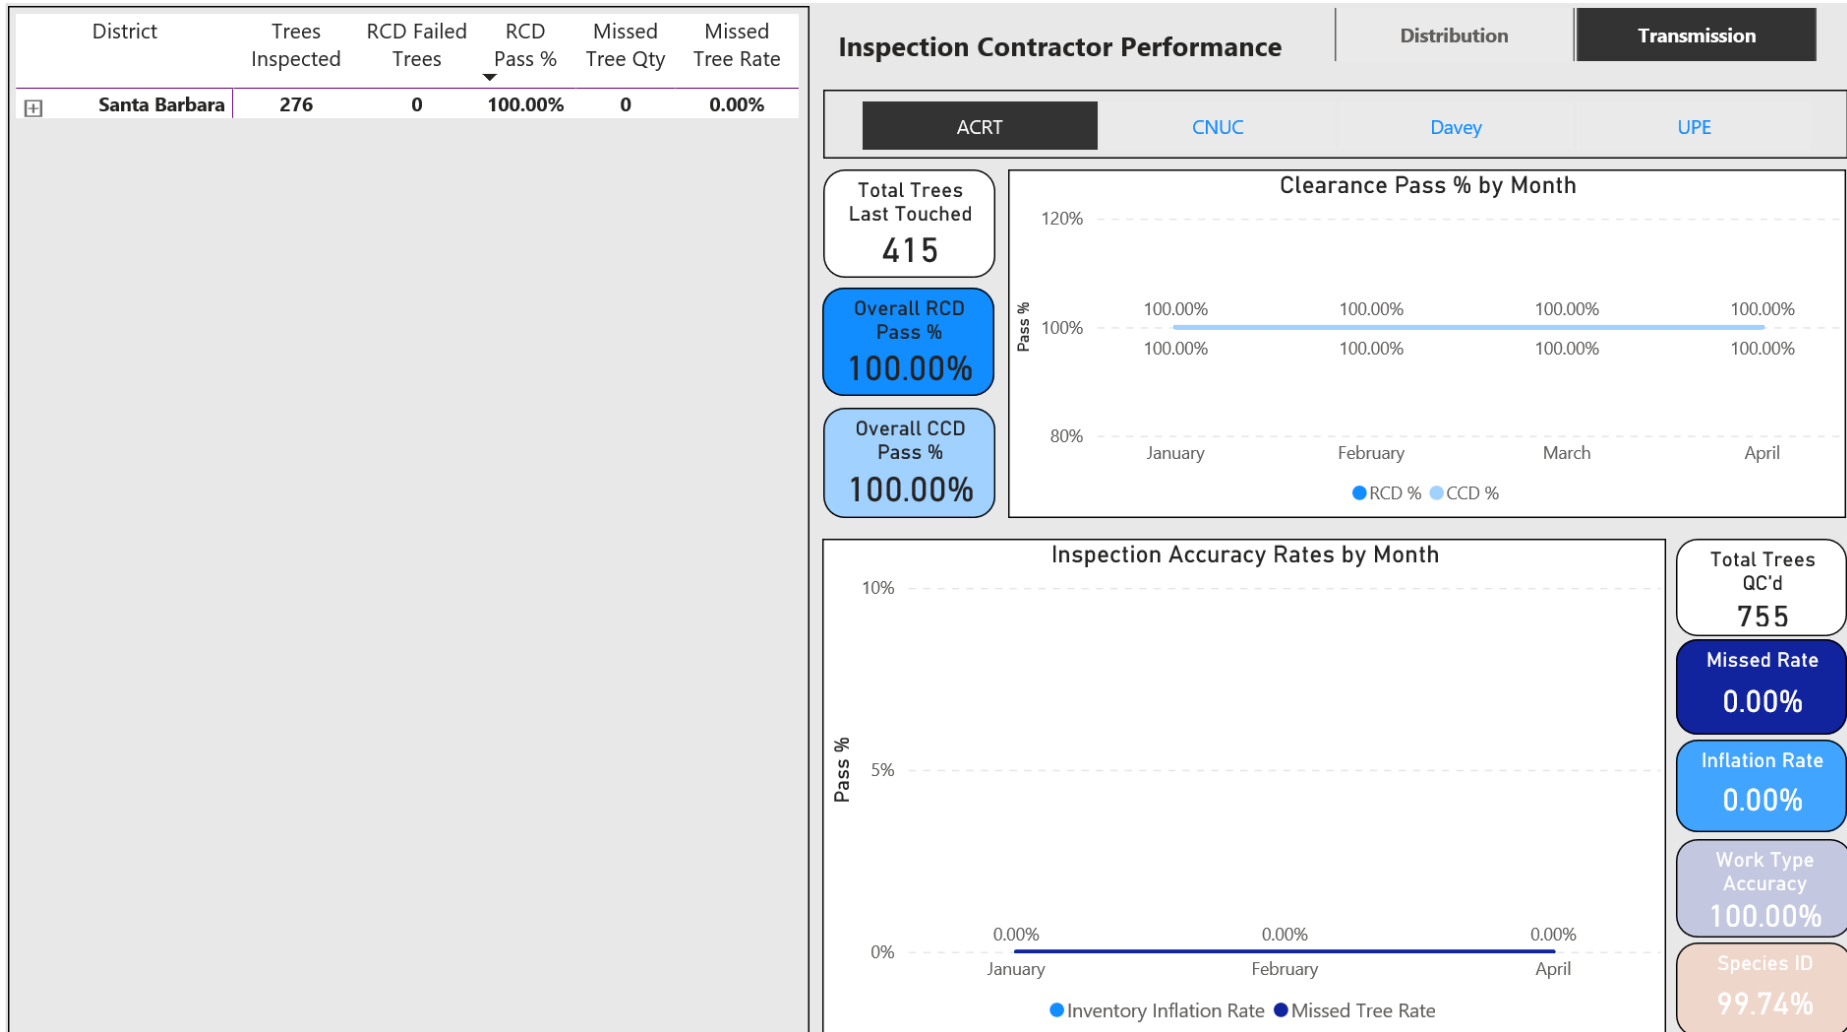 District
Trees Inspected
RCD Failed Trees
RCD Pass %
Missed Tree Qty
Missed Tree Rate
Santa Barbara 276 0 100.00% 0 0.00%
Inspection Contractor Performance
Distribution
Transmission
ACRT
CNUC
Davey
UPE
Total Trees
Last Touched
415
Overall RCD
Pass %
100.00%
Overall CCD
Pass %
100.00%
Clearance Pass % by Month
Pass %
120%
100%
80%
100.00% 100.00% 100.00% 100.00%
100.00% 100.00% 100.00% 100.00%
January February March April
RCD % CCD %
Inspection Accuracy Rates by Month
Pass %
10%
5%
0%
0.00% 0.00% 0.00%
January February April
Inventory Inflation Rate Missed Tree Rate
Total Trees
QC'd
755
Missed Rate
0.00%
Inflation Rate
0.00%
Work Type
Accuracy
100.00%
Species ID
99.74%